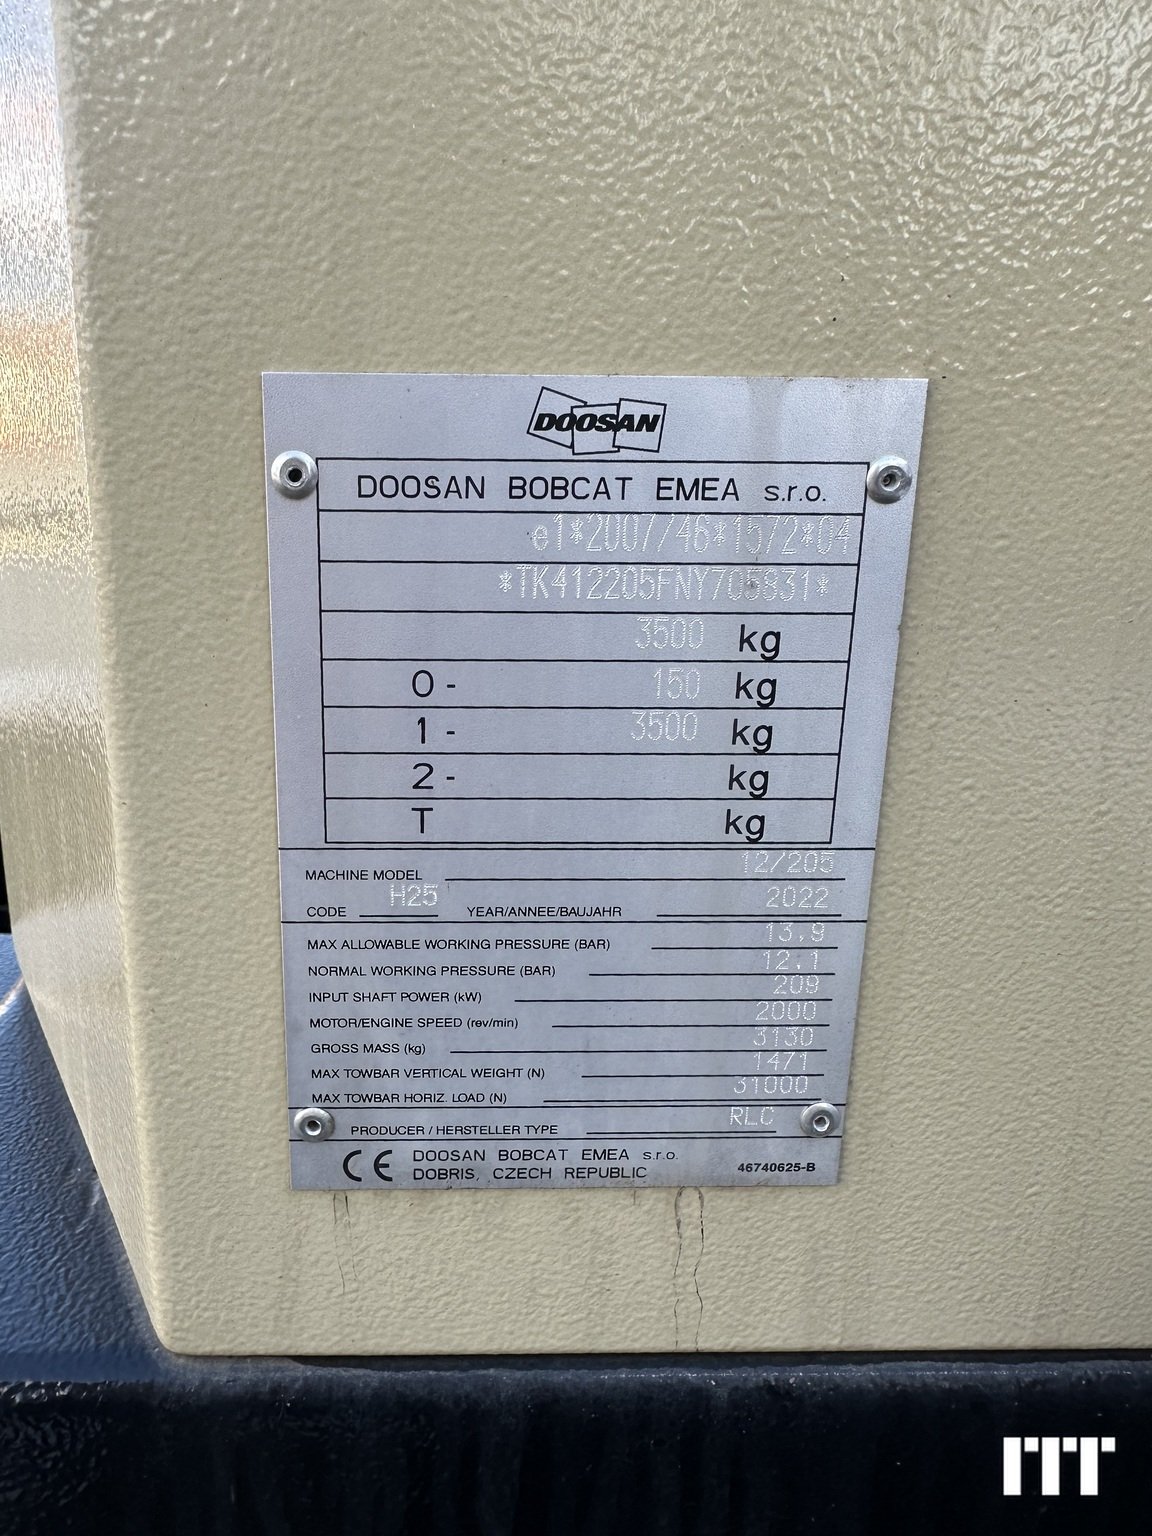 DOOSAN
DOOSAN BOBCAT EMEA s.r.o.
e1*2007/46*1572*04
*TK412205FNY705831*
3500 kg
0- 150 kg
1- 3500 kg
2- kg
T kg
MACHINE MODEL 12/205
CODE H25 YEAR/ANNEE/BAUJAHR 2022
MAX ALLOWABLE WORKING PRESSURE (BAR) 13,9
NORMAL WORKING PRESSURE (BAR) 12,1
INPUT SHAFT POWER (kW) 209
MOTOR/ENGINE SPEED (rev/min) 2000
GROSS MASS (kg) 3130
MAX TOWBAR VERTICAL WEIGHT (N) 1471
MAX TOWBAR HORIZ. LOAD (N) 31000
PRODUCER / HERSTELLER TYPE RLC
CE DOOSAN BOBCAT EMEA s.r.o.
DOBRIS, CZECH REPUBLIC 46740625-B